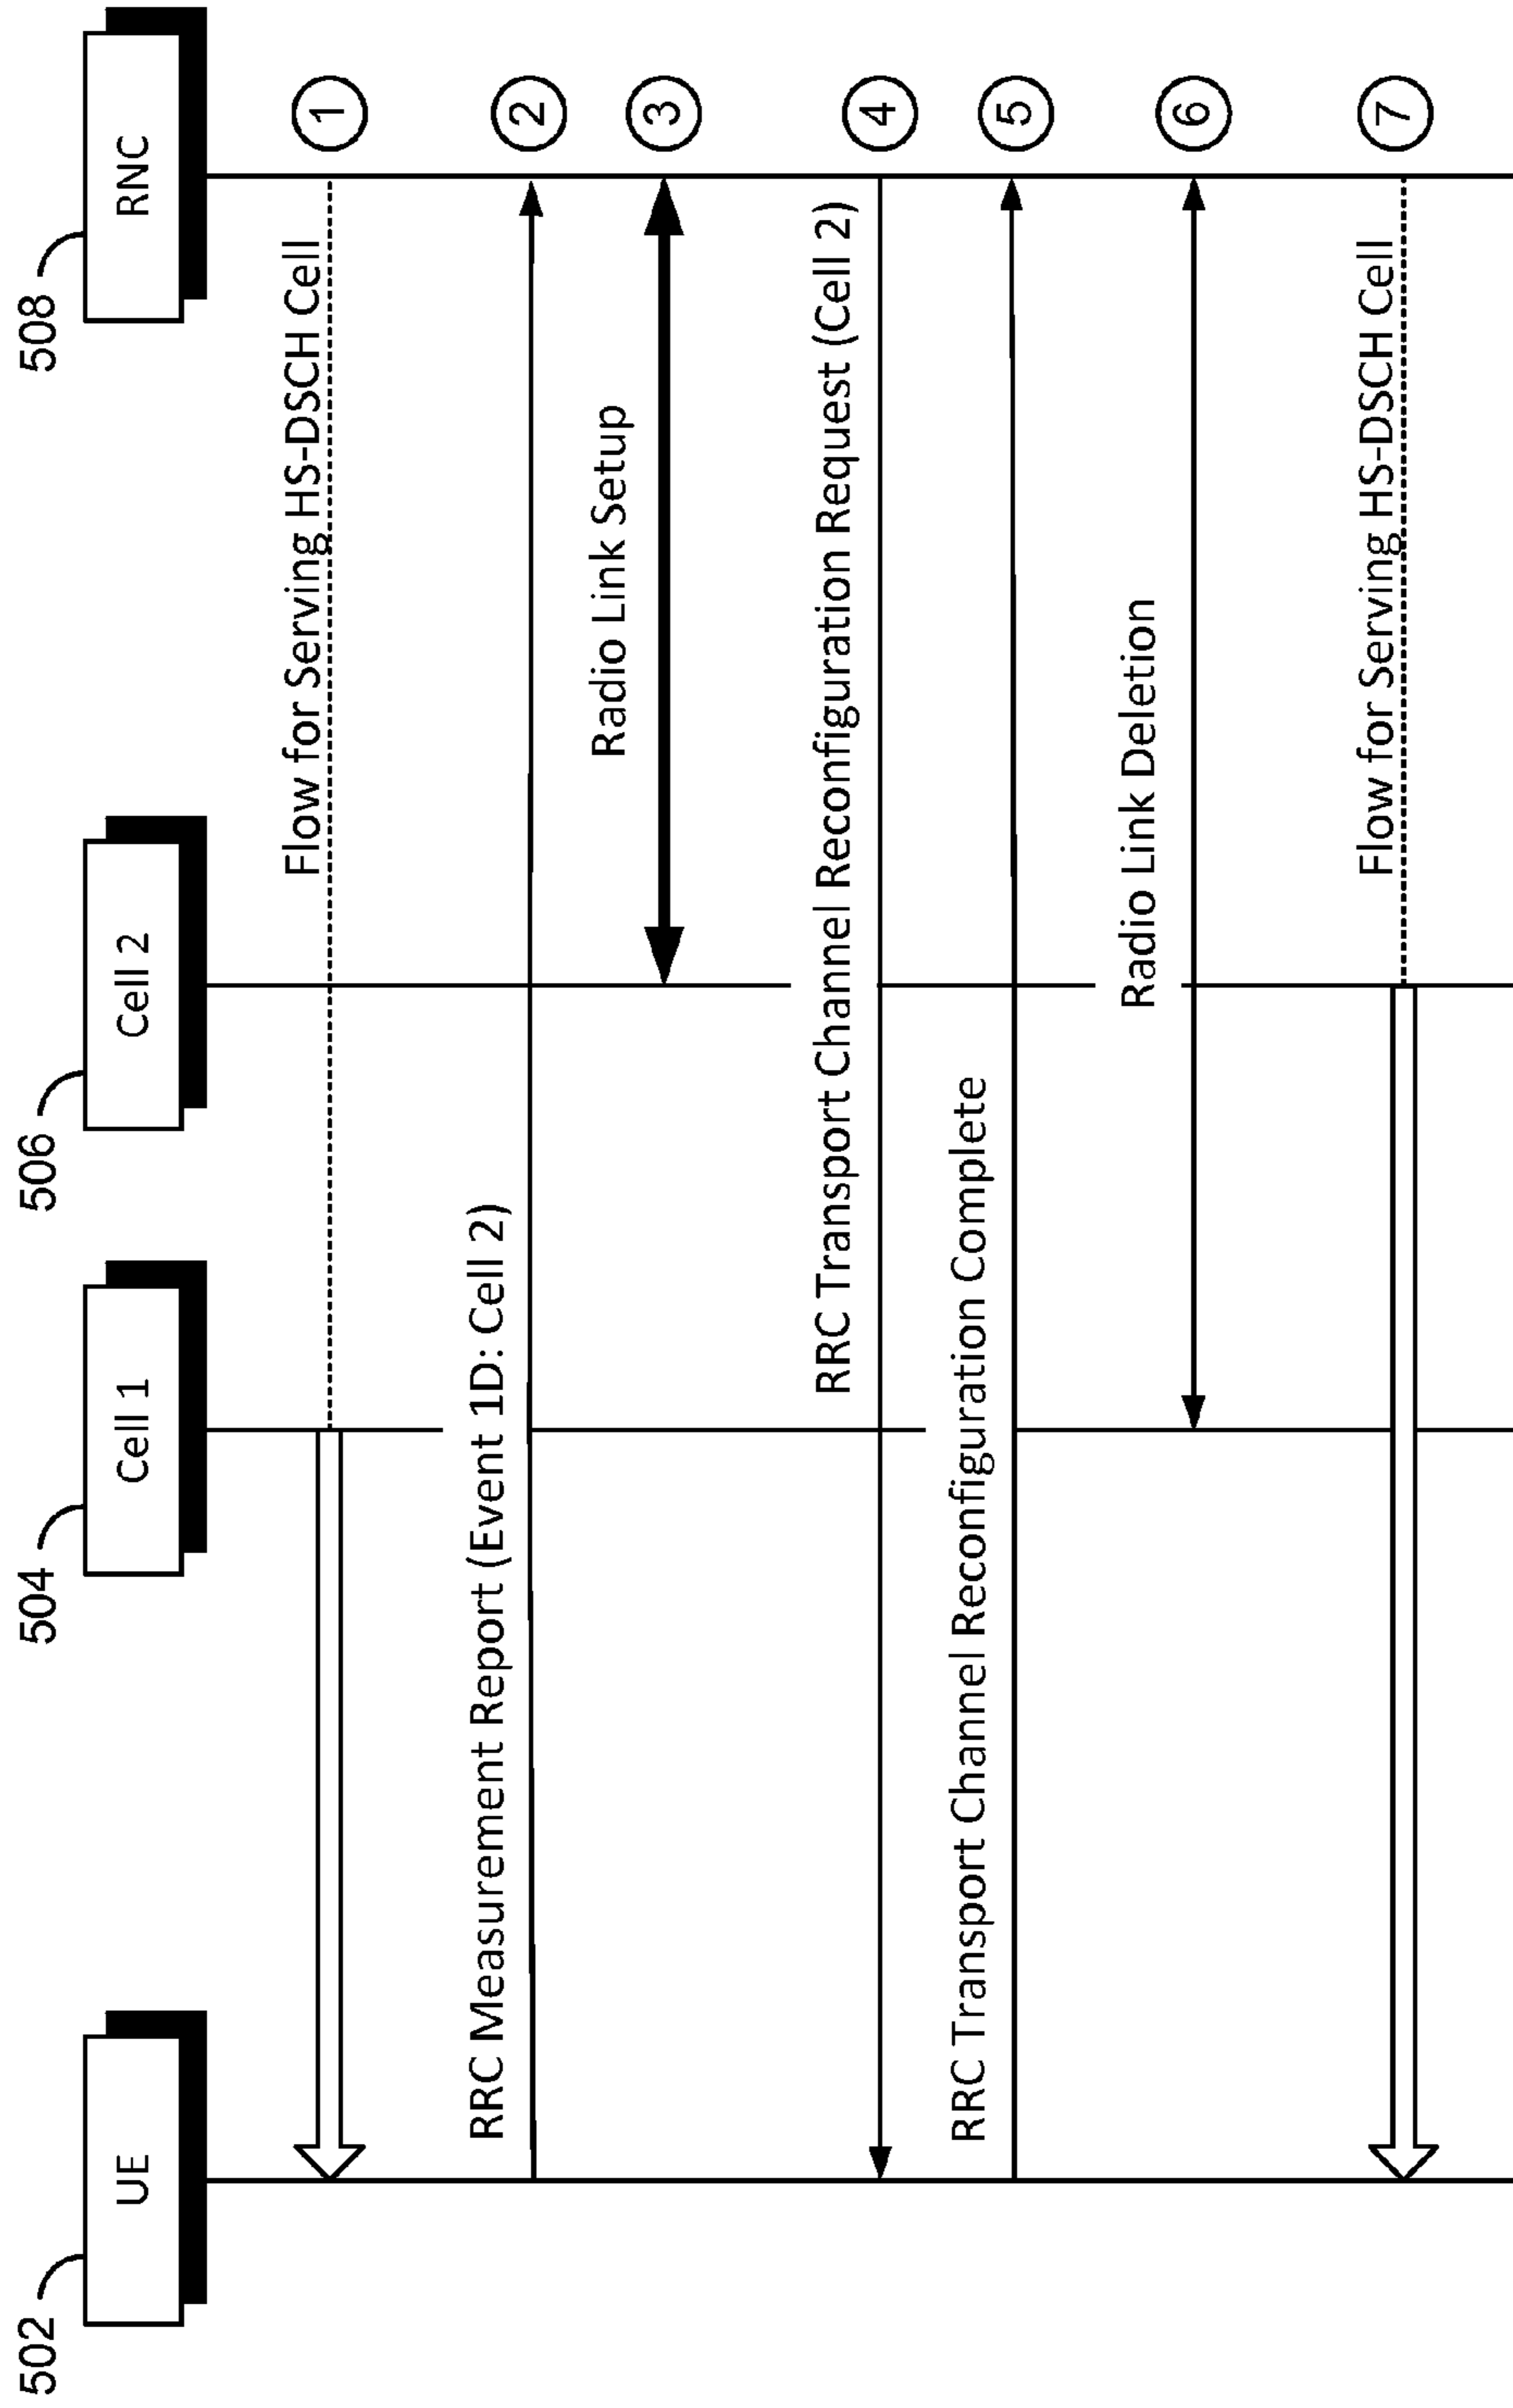 502
504
506
508
UE
Cell 1
Cell 2
RNC
Flow for Serving HS-DSCH Cell
1
RRC Measurement Report (Event 1D: Cell 2)
2
Radio Link Setup
3
RRC Transport Channel Reconfiguration Request (Cell 2)
4
RRC Transport Channel Reconfiguration Complete
5
Radio Link Deletion
6
Flow for Serving HS-DSCH Cell
7